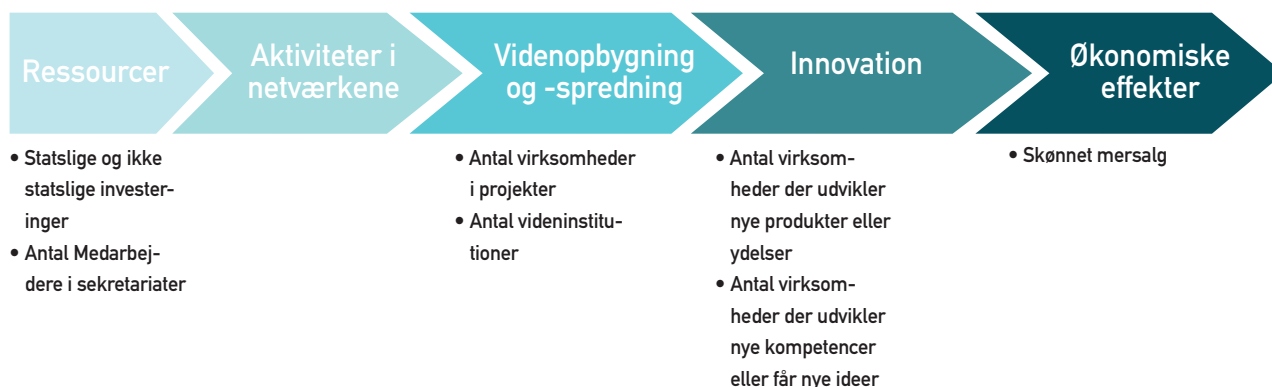 Ressourcer
Aktiviteter i
netværkene
Videnopbygning
og -spredning
Innovation
Økonomiske
effekter
• Statslige og ikke
statslige invester-
inger
• Antal Medarbej-
dere i sekretariater
• Antal virksomheder
i projekter
• Antal videninstitu-
tioner
• Antal virksom-
heder der udvikler
nye produkter eller
ydelser
• Antal virksom-
heder der udvikler
nye kompetencer
eller får nye ideer
• Skønnet mersalg